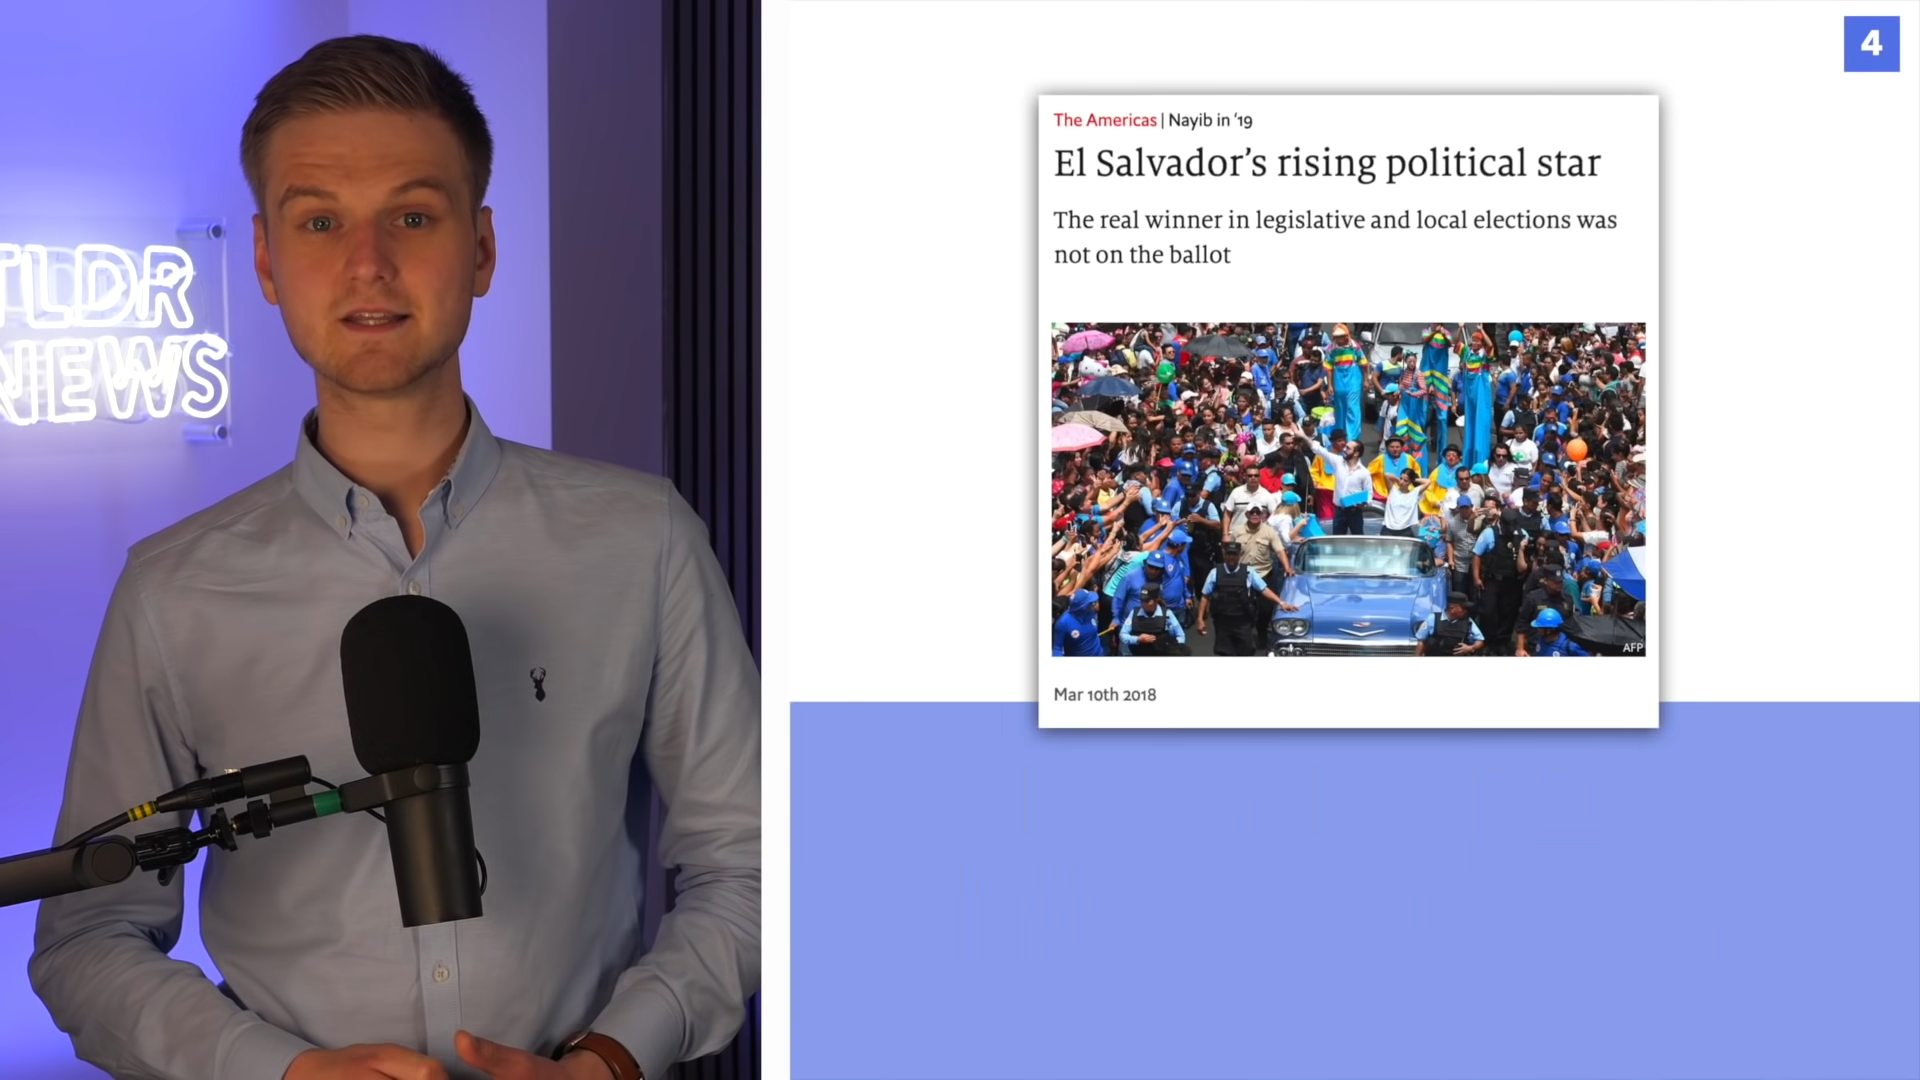 TLDR
NEWS
4
The Americas | Nayib in ‘19
El Salvador’s rising political star
The real winner in legislative and local elections was
not on the ballot
AFP
Mar 10th 2018